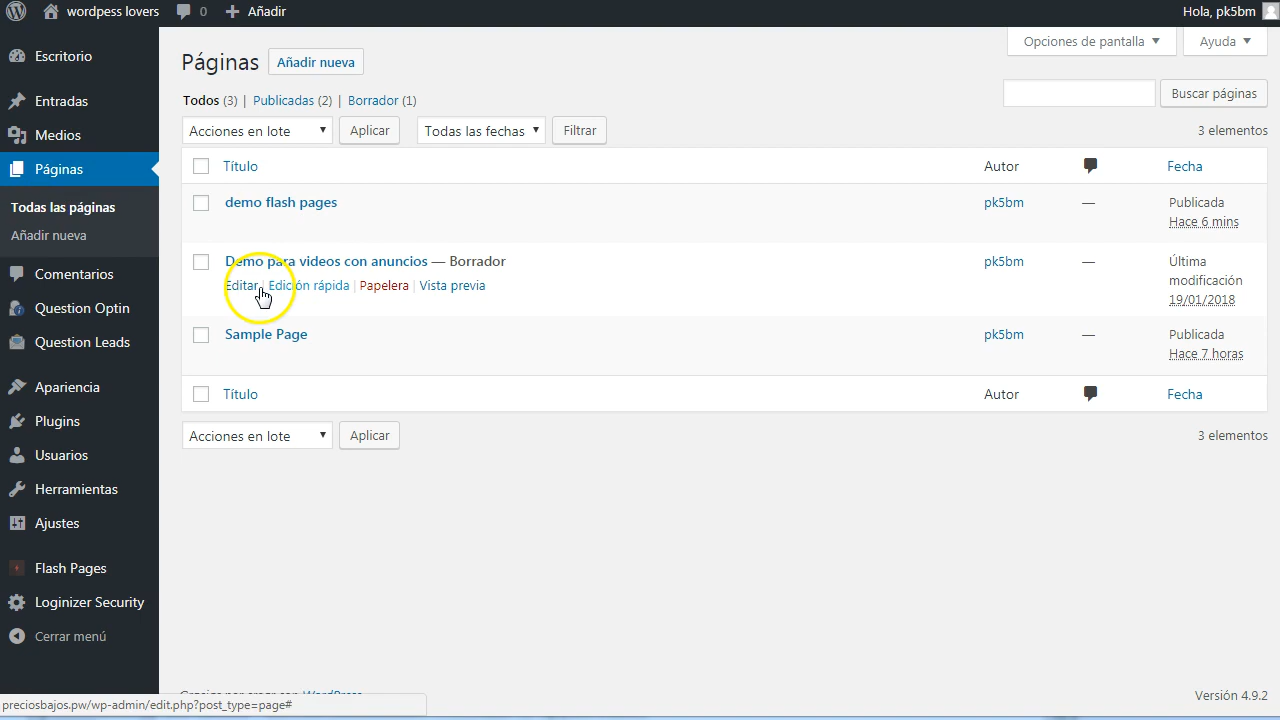 wordpess lovers 0 Añadir Hola, pk5bm
Opciones de pantalla Ayuda
Escritorio
Entradas
Medios
Páginas
Todas las páginas
Añadir nueva
Comentarios
Question Optin
Question Leads
Apariencia
Plugins
Usuarios
Herramientas
Ajustes
Flash Pages
Loginizer Security
Cerrar menú
Páginas Añadir nueva
Todos (3) | Publicadas (2) | Borrador (1)
Buscar páginas
Acciones en lote Aplicar Todas las fechas Filtrar 3 elementos
Título Autor Fecha
demo flash pages pk5bm — Publicada
Hace 6 mins
Demo para videos con anuncios — Borrador pk5bm — Última
modificación
19/01/2018
Editar | Edición rápida | Papelera | Vista previa
Sample Page pk5bm — Publicada
Hace 7 horas
Título Autor Fecha
Acciones en lote Aplicar 3 elementos
Versión 4.9.2
preciosbajos.pw/wp-admin/edit.php?post_type=page#